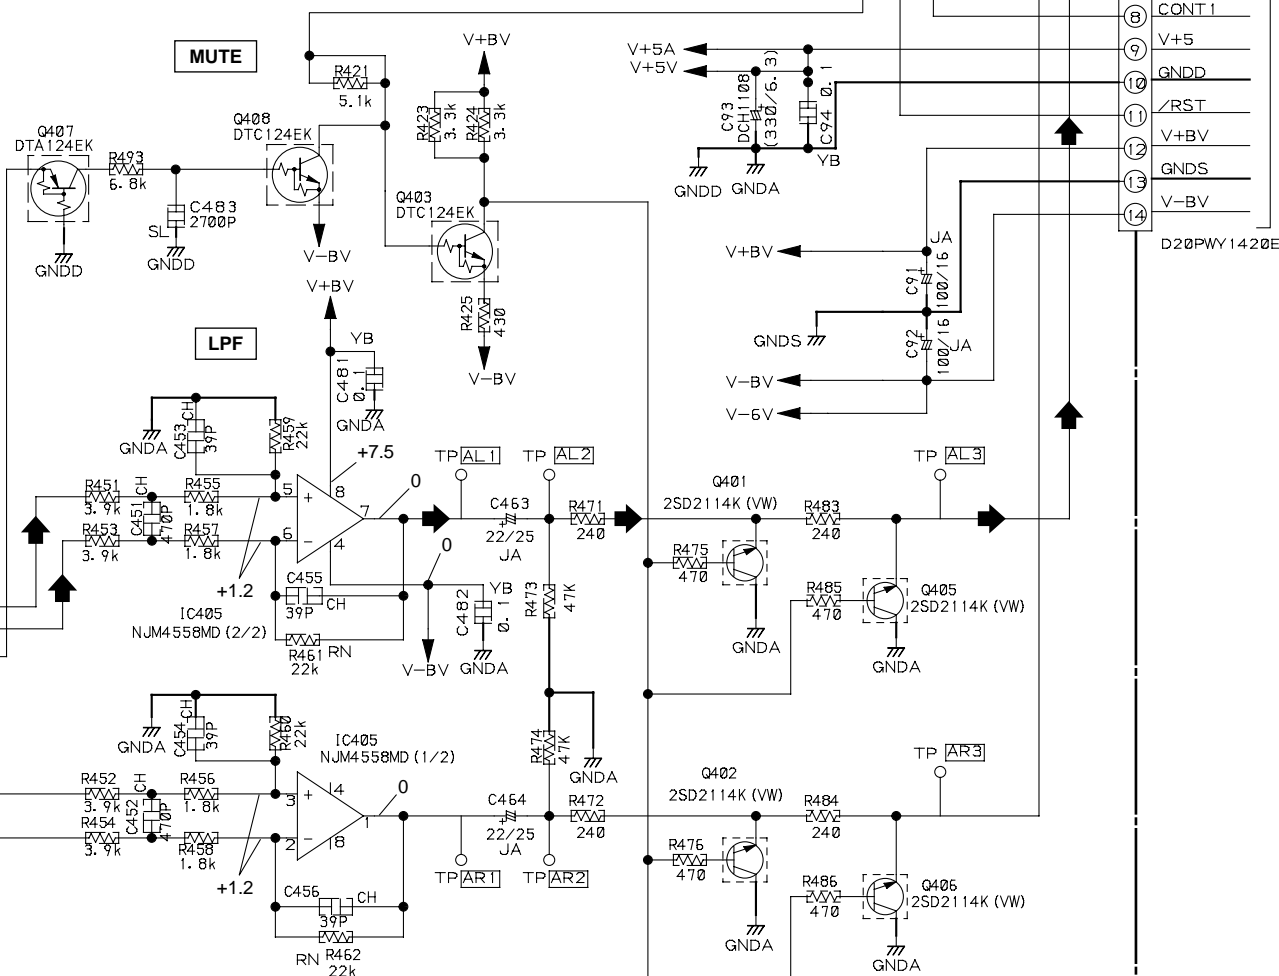 MUTE
R421
5.1k
V+BV
R423
3.3k
R424
3.3k
Q407
DTA124EK
R493
6.8k
Q408
DTC124EK
Q403
DTC124EK
C483
2700P
SL
GNDD
GNDD
V-BV
V+BV
R425
430
V-BV
V+5A
V+5V
C93
DCH1108
(330/6.3)
C94
0.1
YB
GNDD
GNDA
8
CONT1
9
V+5
10
GNDD
11
/RST
12
V+BV
13
GNDS
14
V-BV
D20PWY1420E
V+BV
JA
C91
100/16
GNDS
C92
100/16
JA
V-BV
V-6V
LPF
YB
C481
0.1
GNDA
GNDA
C453
CH
39P
R459
22k
+7.5
R451
3.9k
CH
C451
470P
R455
1.8k
R453
3.9k
R457
1.8k
5
+
6
-
8
7
4
0
+1.2
C455
39P
CH
IC405
NJM4558MD(2/2)
R461
22k
RN
TP AL1
TP AL2
C463
22/25
JA
R471
240
0
YB
C482
0.1
V-BV
GNDA
R473
47K
Q401
2SD2114K(VW)
R475
470
GNDA
R483
240
TP AL3
R485
470
Q405
2SD2114K(VW)
GNDA
GNDA
C454
CH
39P
R460
22k
IC405
NJM4558MD(1/2)
R452
3.9k
CH
C452
470P
R456
1.8k
R454
3.9k
R458
1.8k
3
+
2
-
4
1
8
0
+1.2
C456
39P
CH
RN
R462
22k
TP AR1
TP AR2
C464
22/25
JA
R474
47K
GNDA
R472
240
Q402
2SD2114K(VW)
R476
470
GNDA
R484
240
TP AR3
R486
470
Q406
2SD2114K(VW)
GNDA